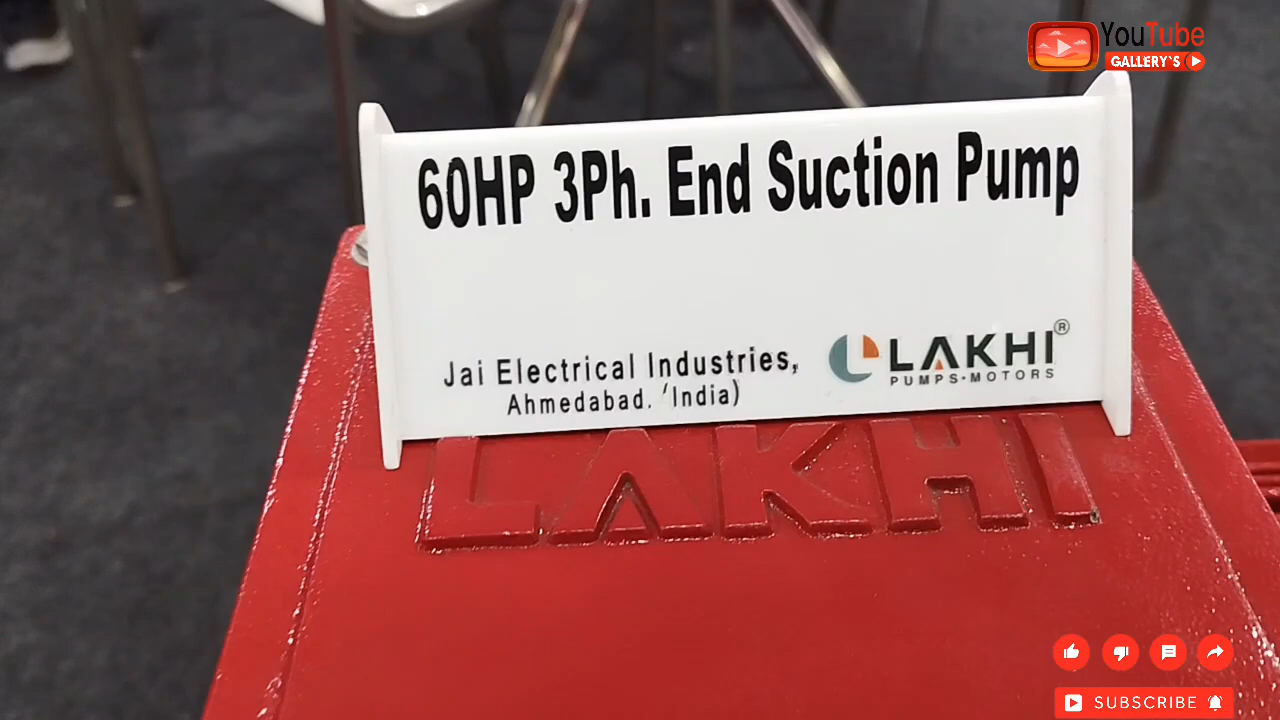 YouTube
GALLERY`S
60HP 3Ph. End Suction Pump
LAKHI®
PUMPS·MOTORS
Jai Electrical Industries,
Ahmedabad. ‘India)
LAKHI
SUBSCRIBE